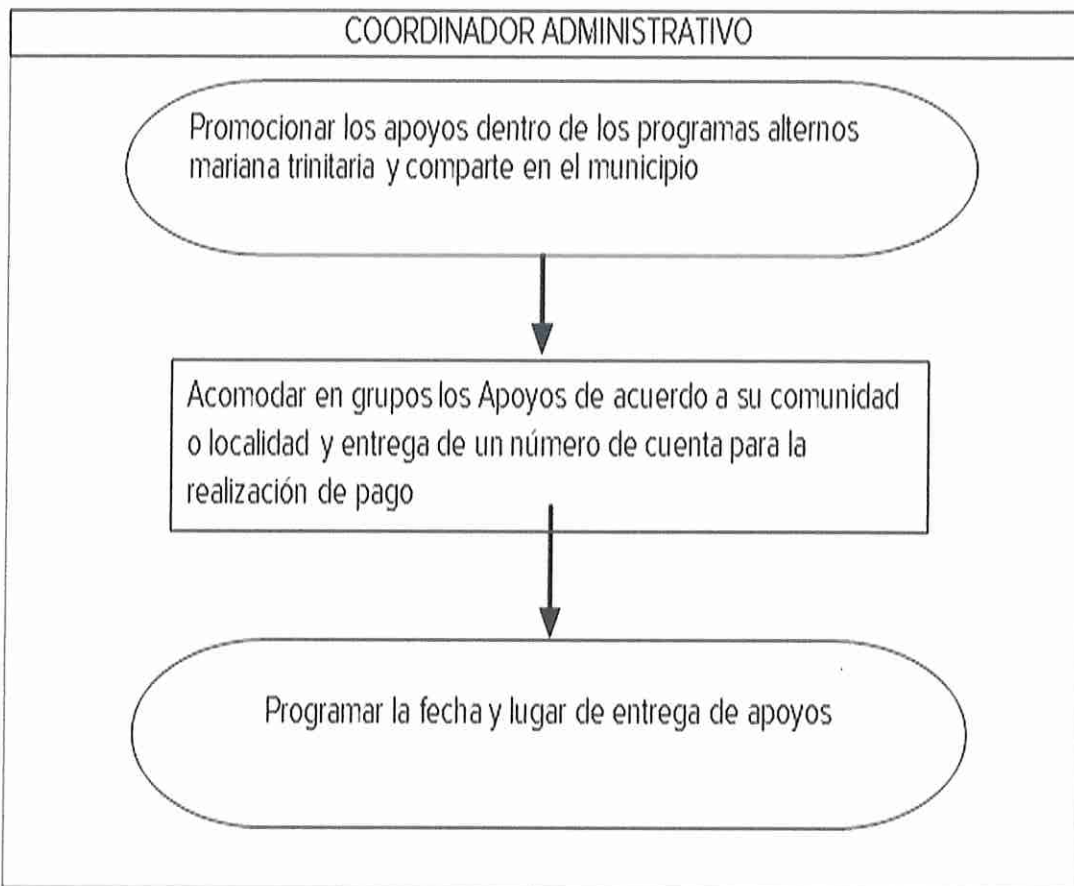 COORDINADOR ADMINISTRATIVO
Promocionar los apoyos dentro de los programas alternos
mariana trinitaria y comparte en el municipio
Acomodar en grupos los Apoyos de acuerdo a su comunidad
o localidad y entrega de un número de cuenta para la
realización de pago
Programar la fecha y lugar de entrega de apoyos